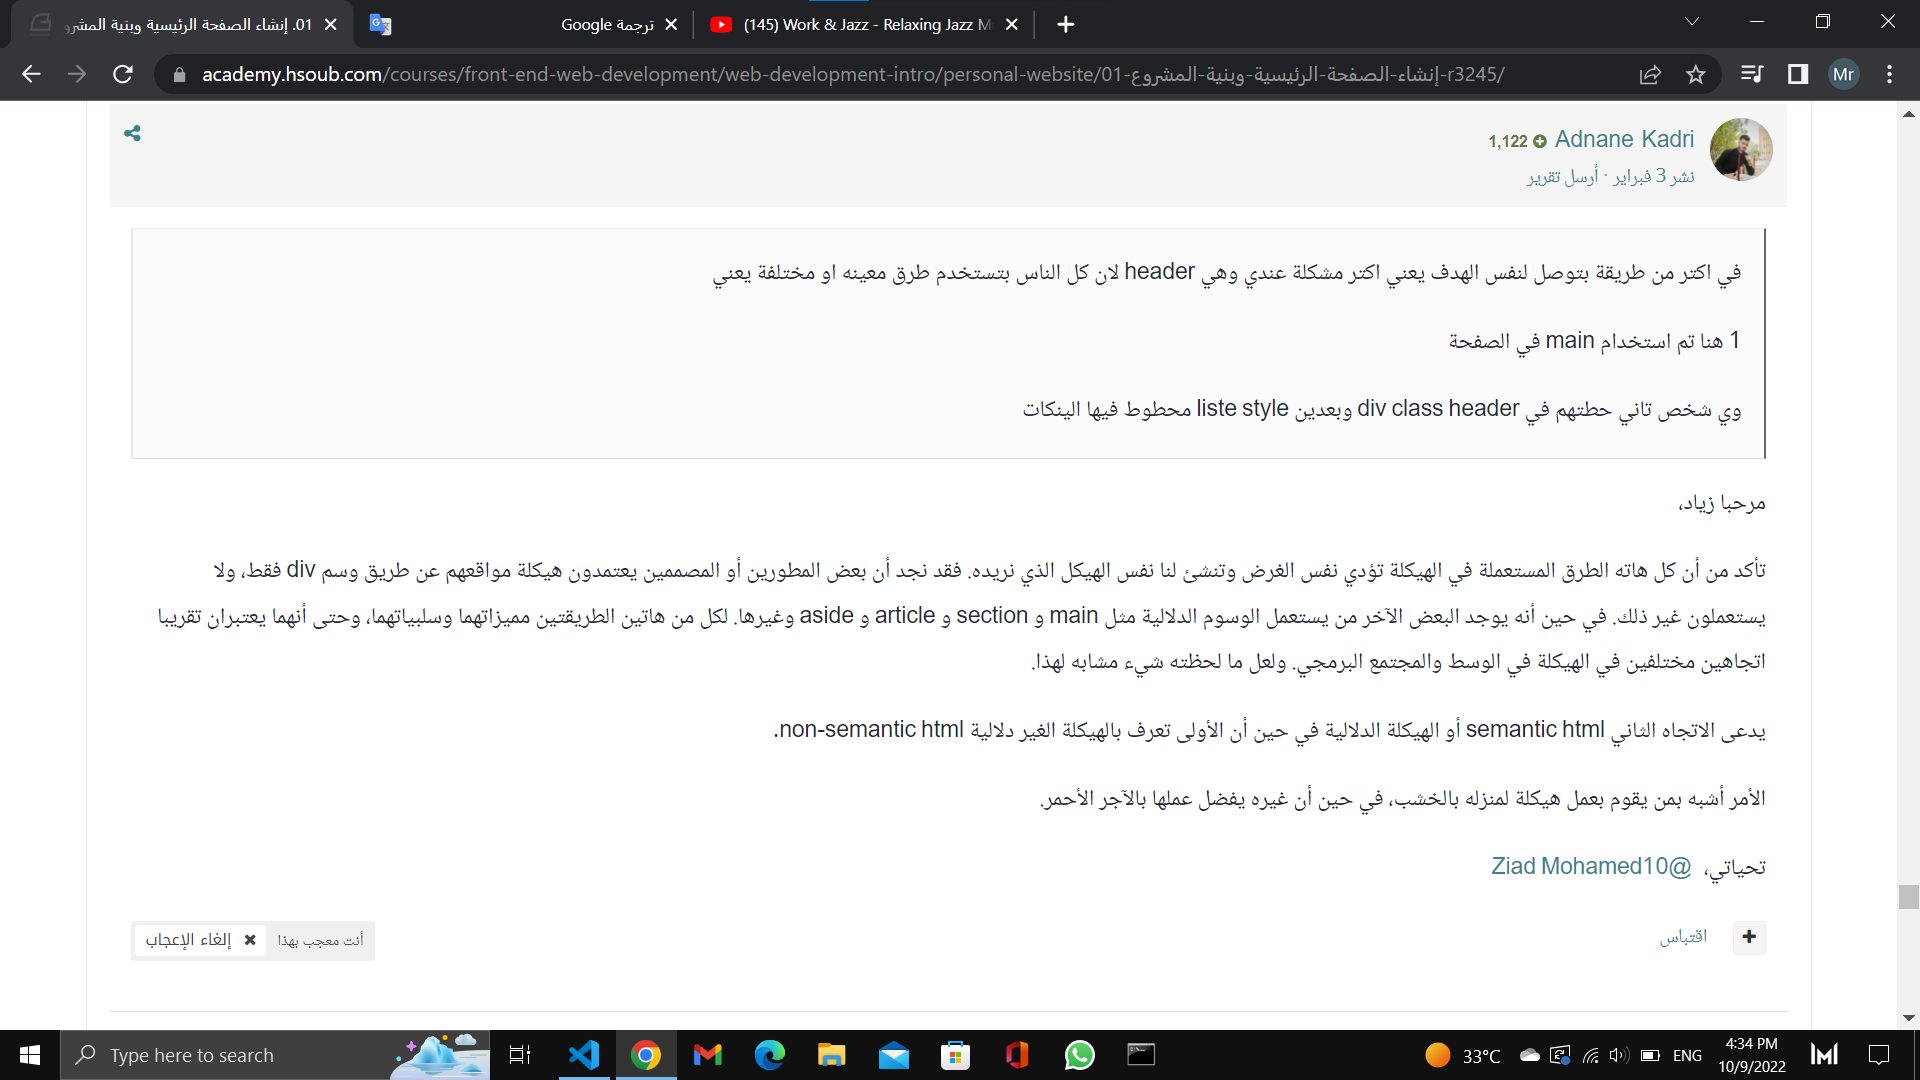 01. إنشاء الصفحة الرئيسية وبنية المشرو
ترجمة Google
(145) Work & Jazz - Relaxing Jazz M
academy.hsoub.com/courses/front-end-web-development/web-development-intro/personal-website/01-إنشاء-الصفحة-الرئيسية-وبنية-المشروع-r3245/
Mr
Adnane Kadri 1,122
نشر 3 فبراير · أرسل تقرير
في اكتر من طريقة بتوصل لنفس الهدف يعني اكتر مشكلة عندي وهي header لان كل الناس بتستخدم طرق معينه او مختلفة يعني
1 هنا تم استخدام main في الصفحة
وي شخص تاني حطتهم في div class header وبعدين liste style محطوط فيها الينكات
مرحبا زياد،
تأكد من أن كل هاته الطرق المستعملة في الهيكلة تؤدي نفس الغرض وتنشئ لنا نفس الهيكل الذي نريده. فقد نجد أن بعض المطورين أو المصممين يعتمدون هيكلة مواقعهم عن طريق وسم div فقط، ولا
يستعملون غير ذلك. في حين أنه يوجد البعض الآخر من يستعمل الوسوم الدلالية مثل main و section و article و aside وغيرها. لكل من هاتين الطريقتين مميزاتهما وسلبياتهما، وحتى أنهما يعتبران تقريبا
اتجاهين مختلفين في الهيكلة في الوسط والمجتمع البرمجي. ولعل ما لحظته شيء مشابه لهذا.
يدعى الاتجاه الثاني semantic html أو الهيكلة الدلالية في حين أن الأولى تعرف بالهيكلة الغير دلالية non-semantic html.
الأمر أشبه بمن يقوم بعمل هيكلة لمنزله بالخشب، في حين أن غيره يفضل عملها بالآجر الأحمر.
تحياتي، @Ziad Mohamed10
اقتباس
أنت معجب بهذا
إلغاء الإعجاب
Type here to search
33°C
ENG
4:34 PM
10/9/2022